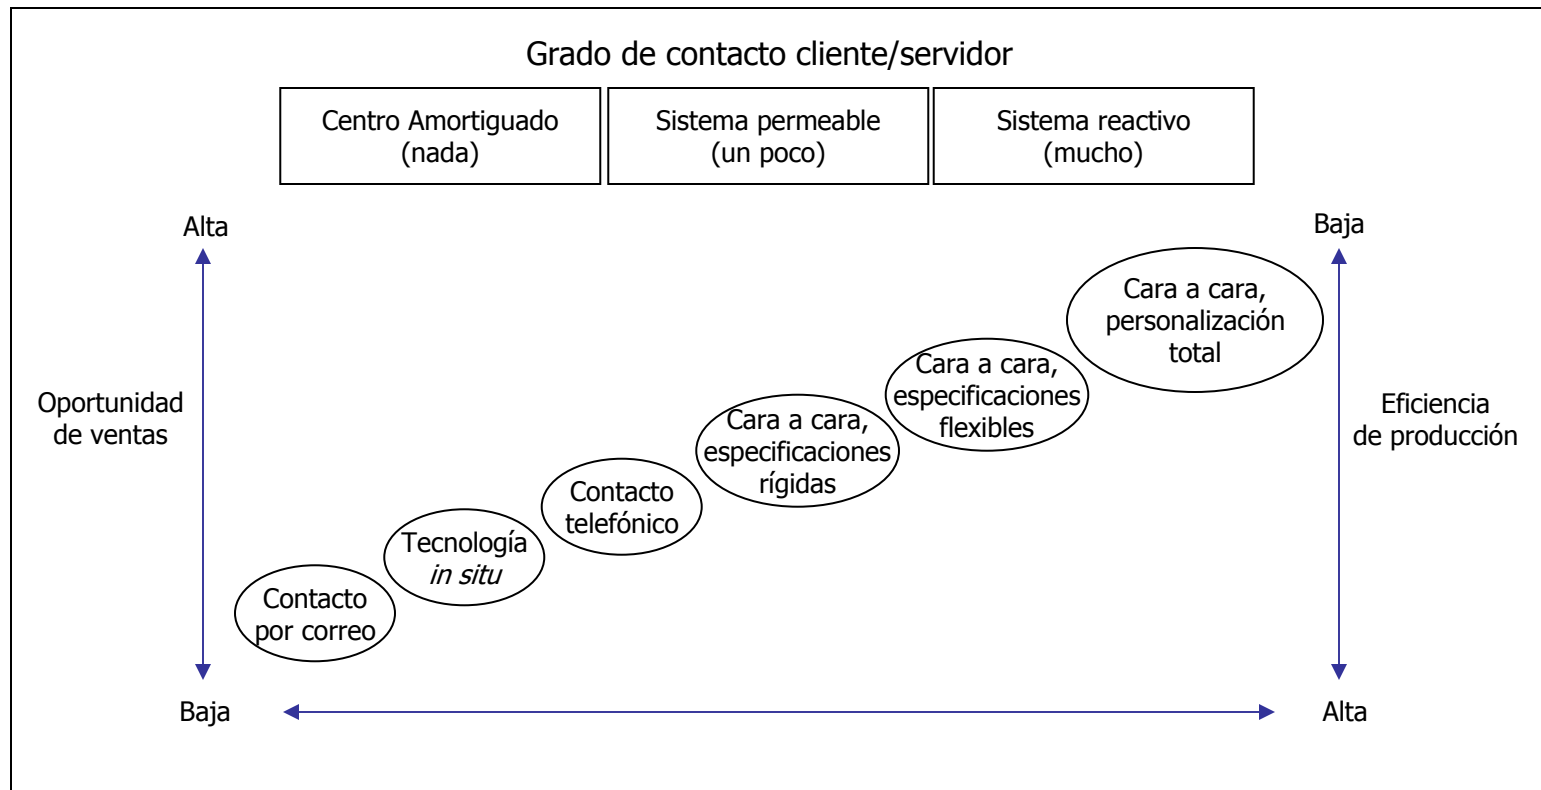 Grado de contacto cliente/servidor
Centro Amortiguado
(nada)
Sistema permeable
(un poco)
Sistema reactivo
(mucho)
Alta
Baja
Oportunidad
de ventas
Eficiencia
de producción
Cara a cara,
personalización
total
Cara a cara,
especificaciones
flexibles
Cara a cara,
especificaciones
rígidas
Contacto
telefónico
Tecnología
in situ
Contacto
por correo
Baja
Alta